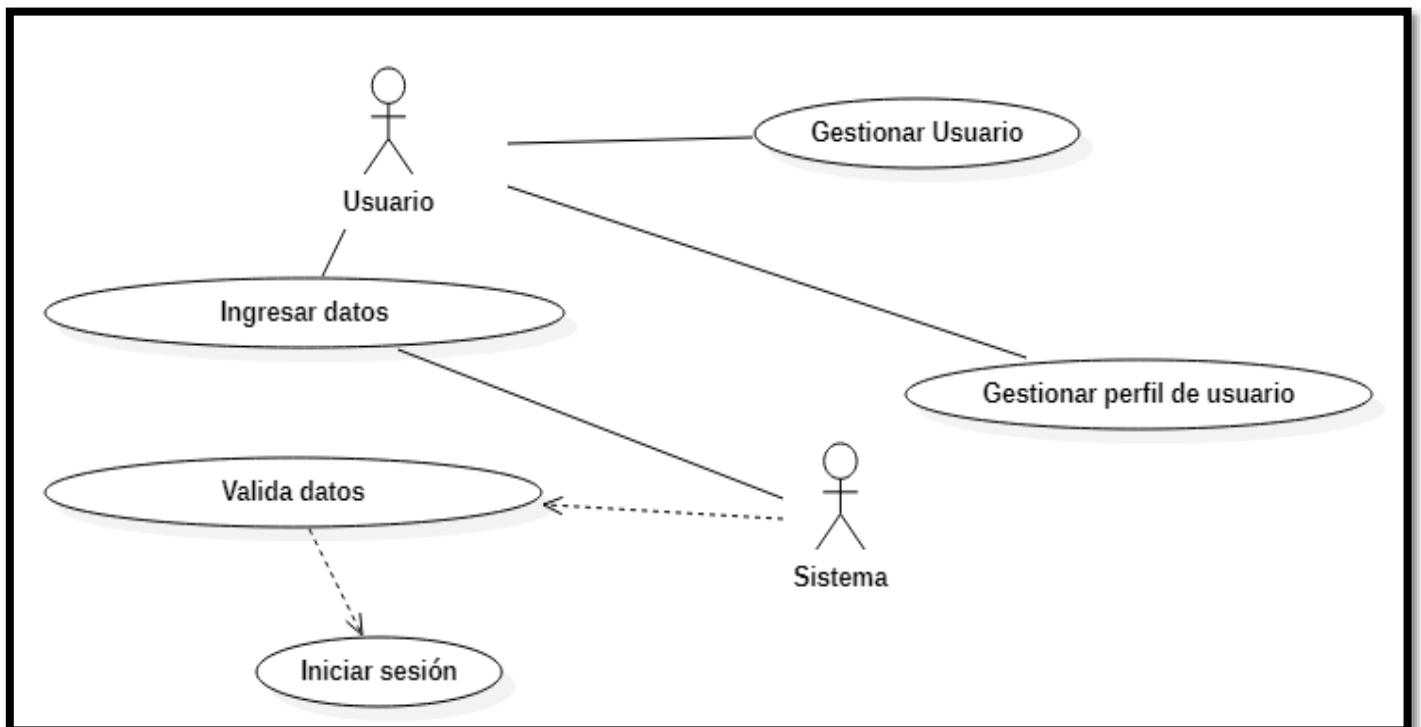 Gestionar Usuario
Usuario
Ingresar datos
Gestionar perfil de usuario
Valida datos
Sistema
Iniciar sesión